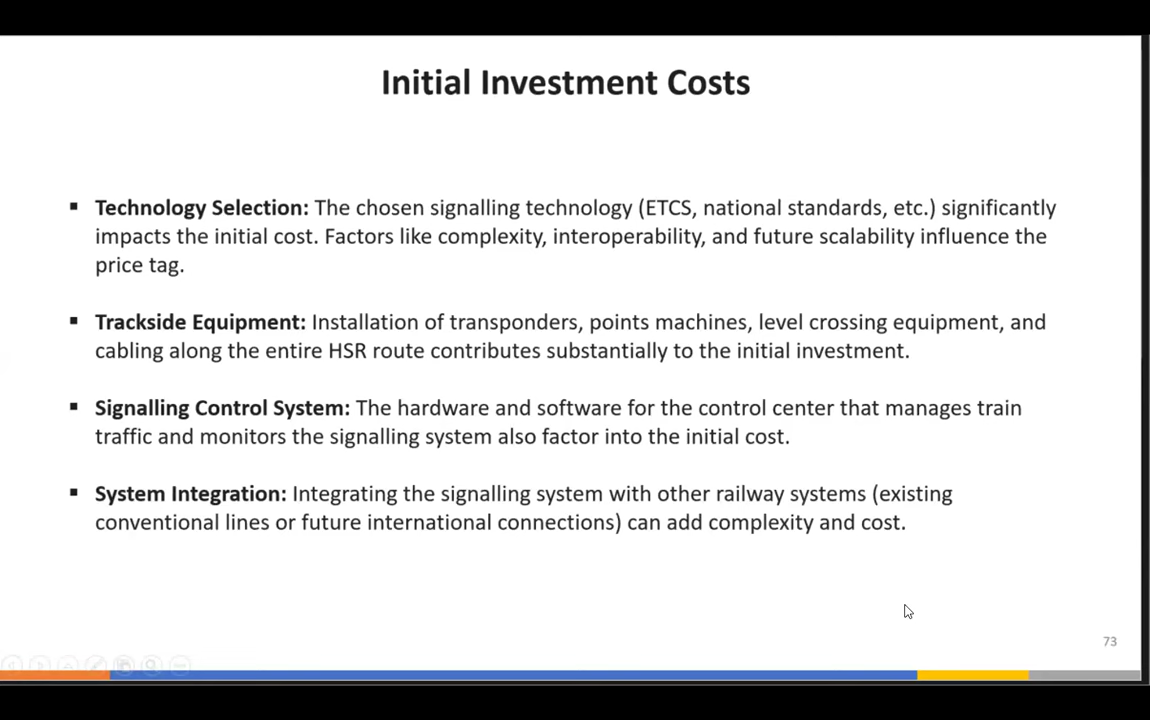 Initial Investment Costs
▪ Technology Selection: The chosen signalling technology (ETCS, national standards, etc.) significantly
impacts the initial cost. Factors like complexity, interoperability, and future scalability influence the
price tag.
▪ Trackside Equipment: Installation of transponders, points machines, level crossing equipment, and
cabling along the entire HSR route contributes substantially to the initial investment.
▪ Signalling Control System: The hardware and software for the control center that manages train
traffic and monitors the signalling system also factor into the initial cost.
▪ System Integration: Integrating the signalling system with other railway systems (existing
conventional lines or future international connections) can add complexity and cost.
73